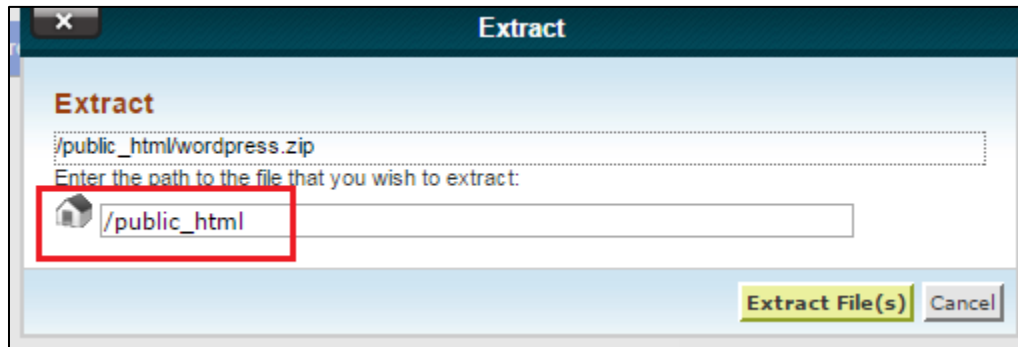 Extract
Extract
/public_html/wordpress.zip
Enter the path to the file that you wish to extract:
/public_html
Extract File(s) Cancel